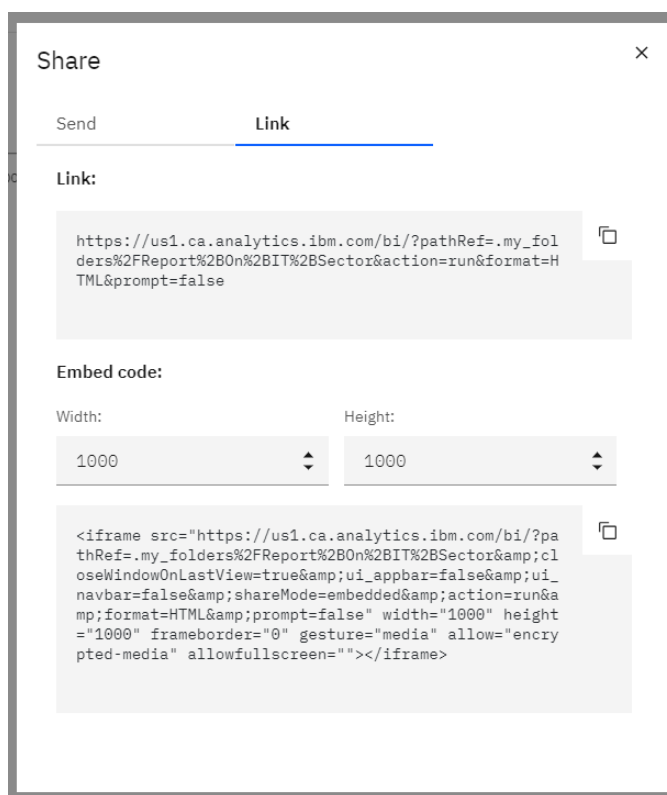 Share
Send Link
Link:
https://us1.ca.analytics.ibm.com/bi/?pathRef=.my_fol
ders%2FReport%2BOn%2BIT%2BSector&action=run&format=H
TML&prompt=false
Embed code:
Width: Height:
1000 1000
<iframe src="https://us1.ca.analytics.ibm.com/bi/?pa
thRef=.my_folders%2FReport%2BOn%2BIT%2BSector&amp;cl
oseWindowOnLastView=true&amp;ui_appbar=false&amp;ui_
navbar=false&amp;shareMode=embedded&amp;action=run&a
mp;format=HTML&amp;prompt=false" width="1000" height
="1000" frameborder="0" gesture="media" allow="encry
pted-media" allowfullscreen=""></iframe>